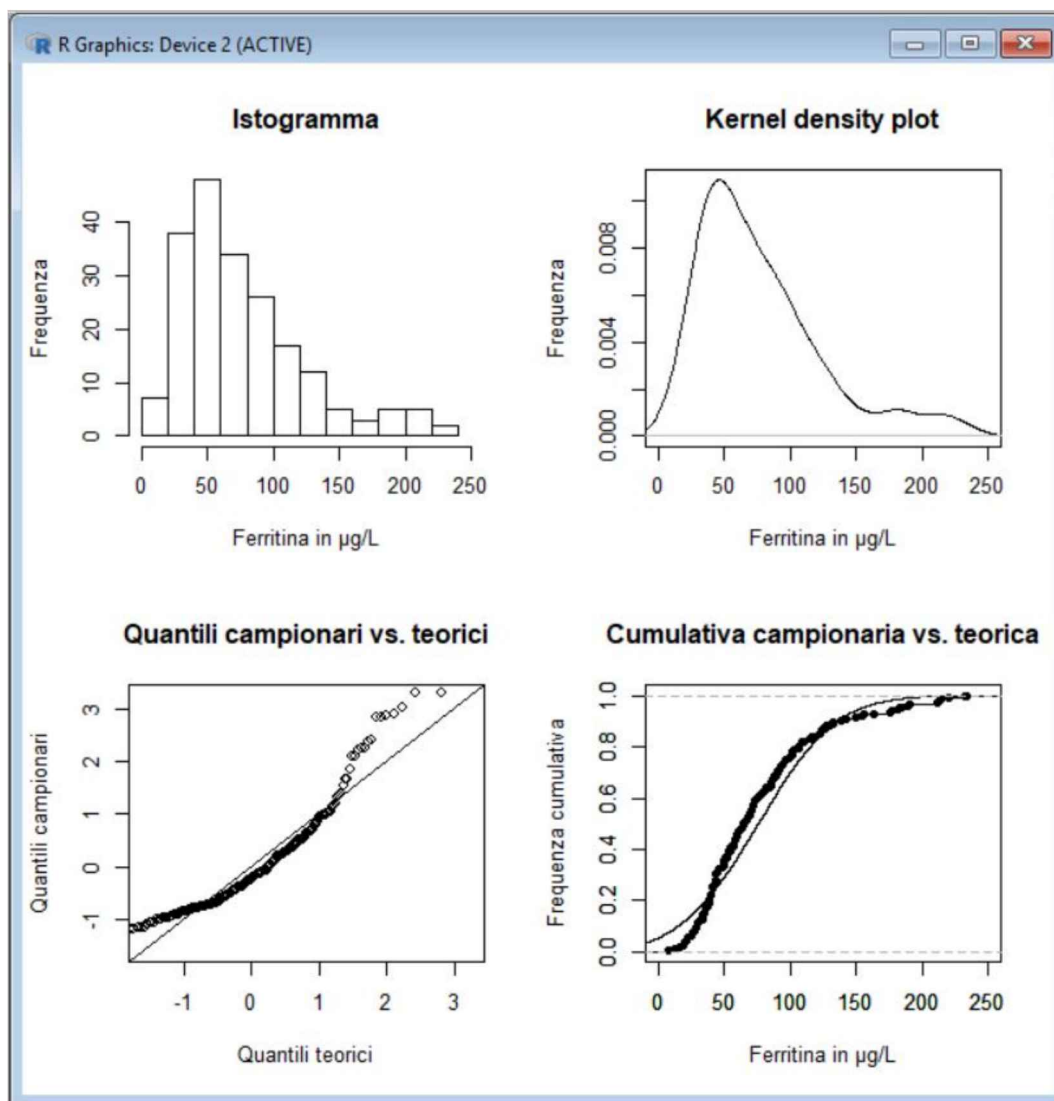 R Graphics: Device 2 (ACTIVE)
Istogramma
Frequenza
0 10 20 30 40
0 50 100 150 200 250
Ferritina in µg/L
Kernel density plot
Frequenza
0.000 0.004 0.008
0 50 100 150 200 250
Ferritina in µg/L
Quantili campionari vs. teorici
Quantili campionari
-1 0 1 2 3
-1 0 1 2 3
Quantili teorici
Cumulativa campionaria vs. teorica
Frequenza cumulativa
0.0 0.2 0.4 0.6 0.8 1.0
0 50 100 150 200 250
Ferritina in µg/L